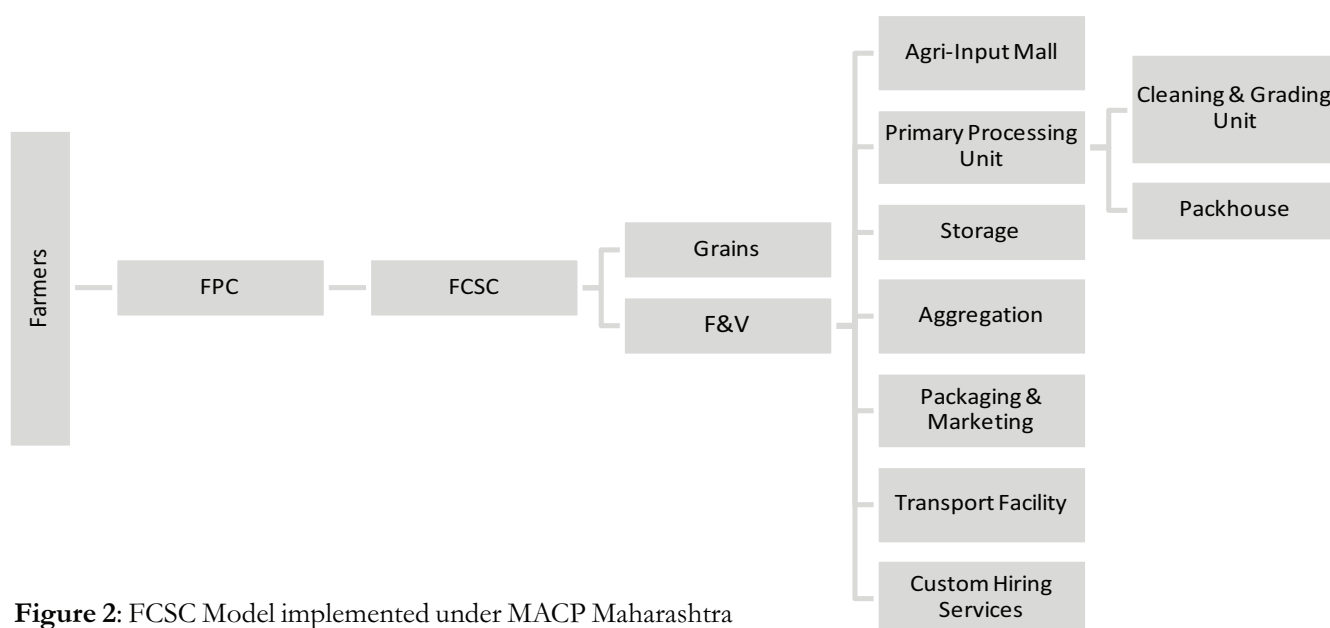 Farmers
FPC
FCSC
Grains
F&V
Agri-Input Mall
Primary Processing
Unit
Storage
Aggregation
Packaging &
Marketing
Transport Facility
Custom Hiring
Services
Cleaning & Grading
Unit
Packhouse
Figure 2: FCSC Model implemented under MACP Maharashtra